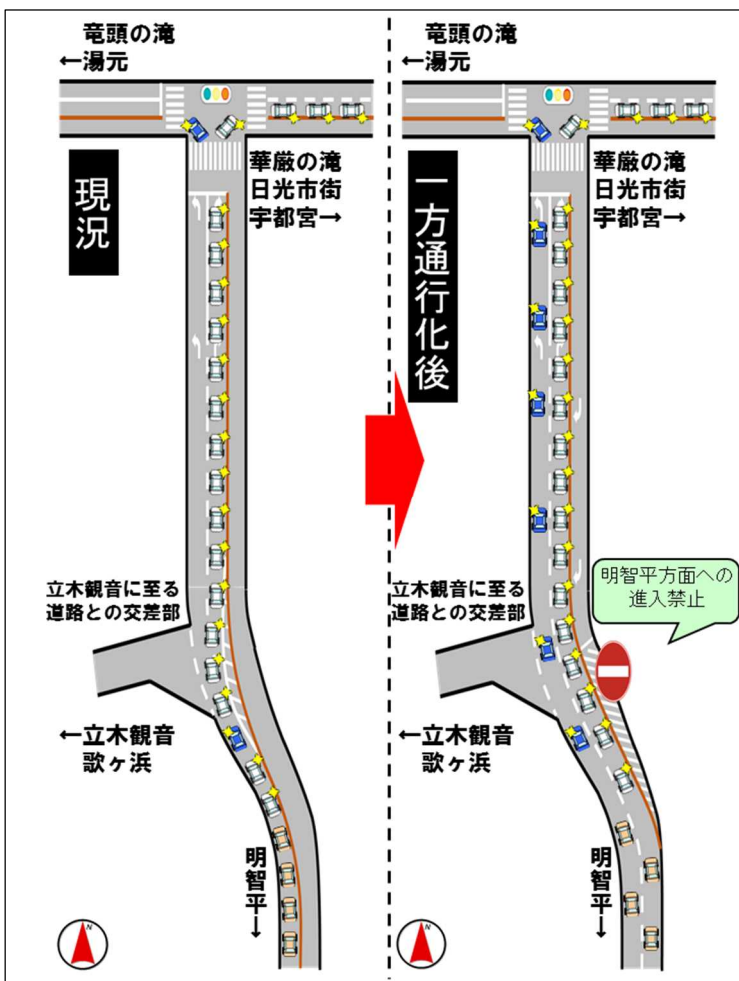 竜頭の滝
←湯元
現況
華厳の滝
日光市街
宇都宮→
立木観音に至る
道路との交差部
←立木観音
歌ヶ浜
明智平→
N
竜頭の滝
←湯元
一方通行化後
華厳の滝
日光市街
宇都宮→
立木観音に至る
道路との交差部
明智平方面への
進入禁止
←立木観音
歌ヶ浜
明智平→
N